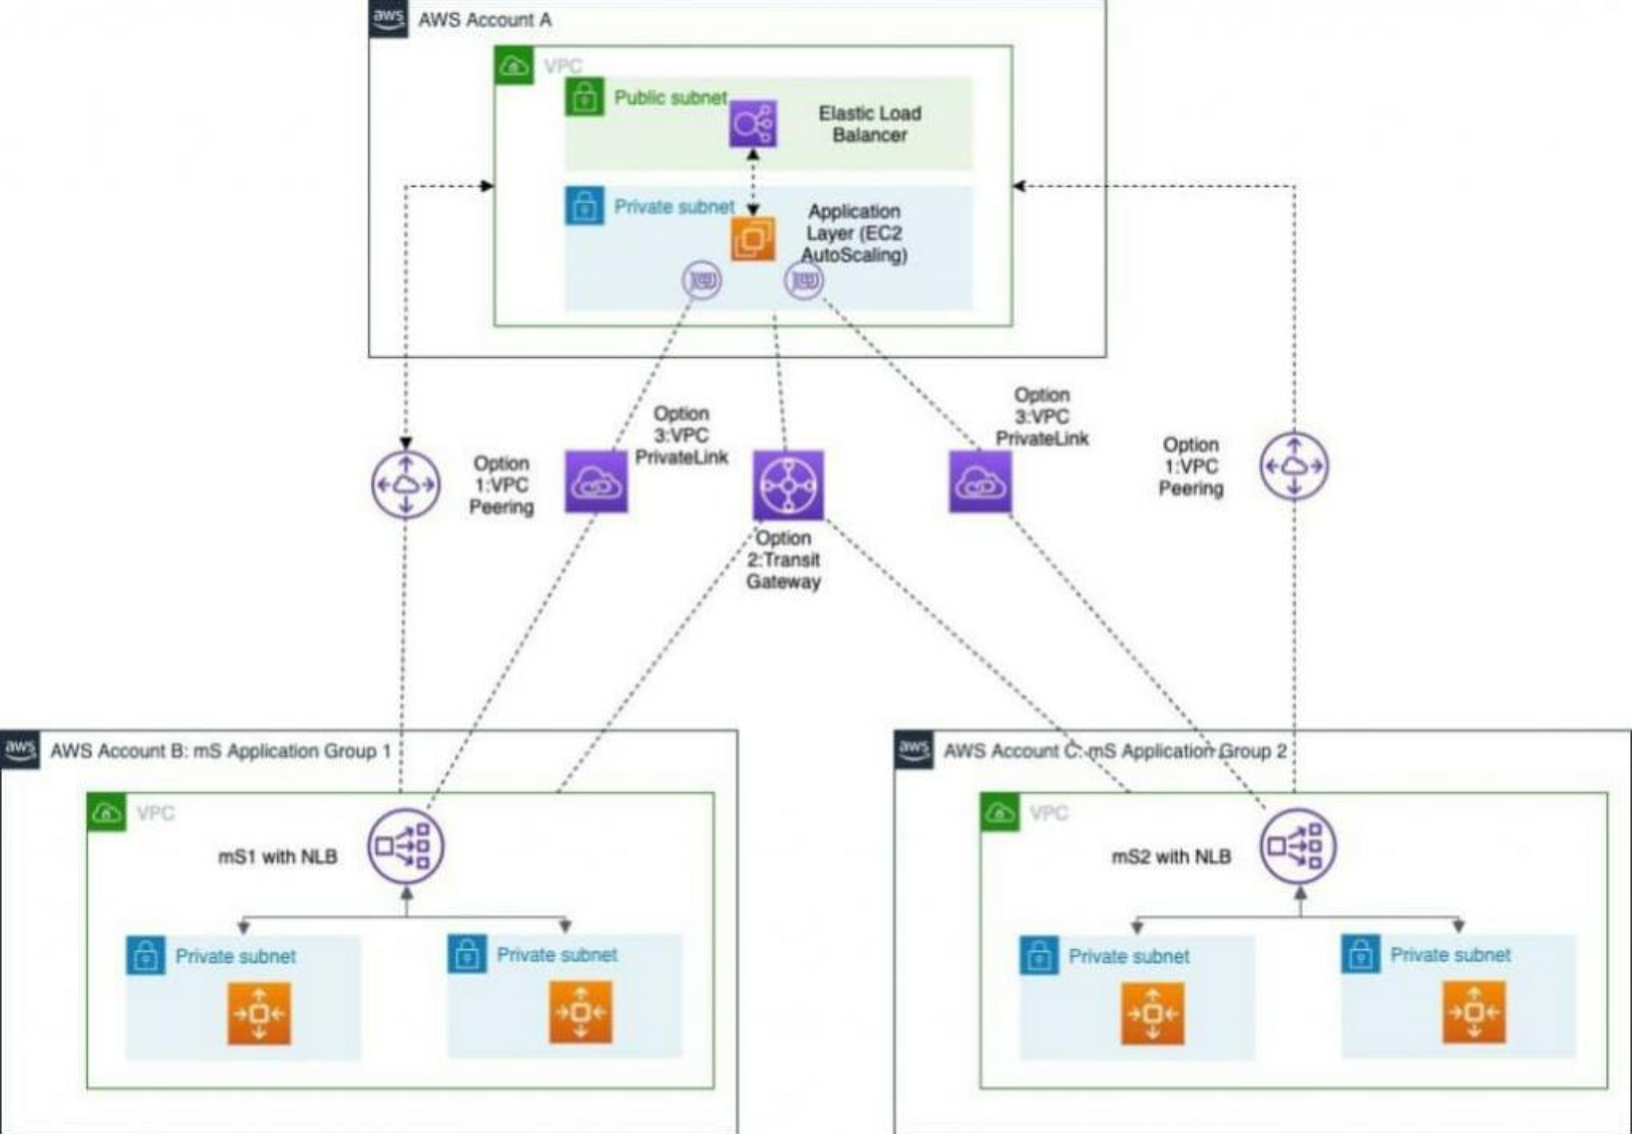 aws
AWS Account A
VPC
Public subnet
Elastic Load
Balancer
Private subnet
Application
Layer (EC2
AutoScaling)
Option
3:VPC
PrivateLink
Option
3:VPC
PrivateLink
Option
1:VPC
Peering
Option
1:VPC
Peering
Option
2:Transit
Gateway
aws
AWS Account B: mS Application Group 1
VPC
mS1 with NLB
Private subnet
Private subnet
aws
AWS Account C: mS Application Group 2
VPC
mS2 with NLB
Private subnet
Private subnet